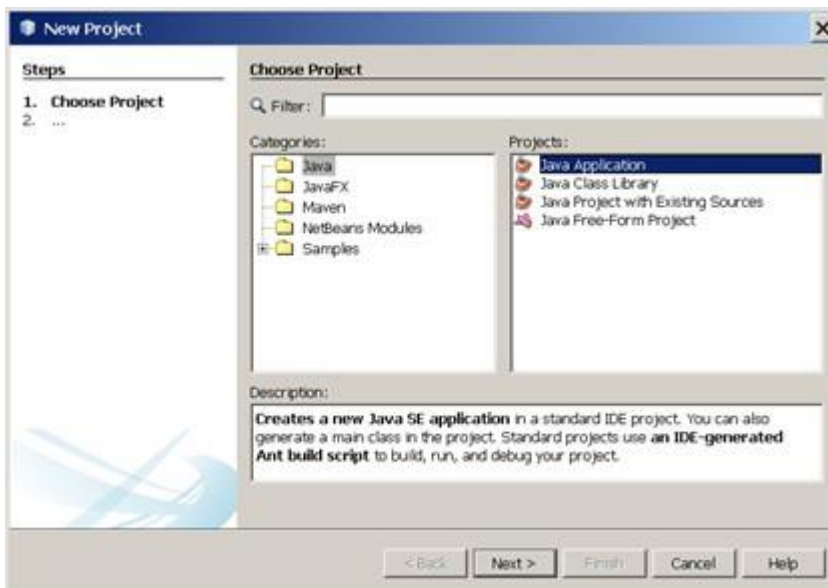 New Project
Steps
1. Choose Project
2. ...
Choose Project
Filter:
Categories:
Java
JavaFX
Maven
NetBeans Modules
Samples
Projects:
Java Application
Java Class Library
Java Project with Existing Sources
Java Free-Form Project
Description:
Creates a new Java SE application in a standard IDE project. You can also
generate a main class in the project. Standard projects use an IDE-generated
Ant build script to build, run, and debug your project.
< Back
Next >
Finish
Cancel
Help